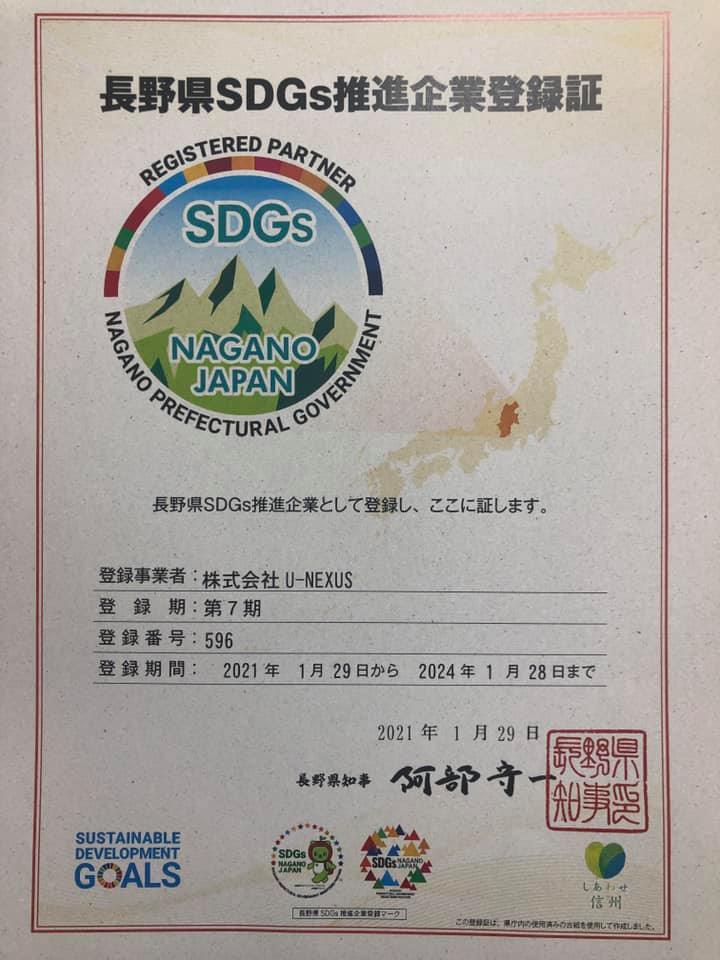 長野県SDGs推進企業登録証
REGISTERED PARTNER
SDGs
NAGANO
JAPAN
NAGANO PREFECTURAL GOVERNMENT
長野県SDGs推進企業として登録し、ここに証します。
登録事業者：株式会社 U-NEXUS
登録期：第７期
登録番号：596
登録期間： 2021年 1月29日から 2024年1月28日まで
2021年1月29日
長野県知事 阿部守一
長野県
知事印
SUSTAINABLE
DEVELOPMENT
GOALS
SDGs
NAGANO
JAPAN
SDGs NAGANO
JAPAN
しあわせ
信州
長野県SDGs推進企業登録マーク
この登録証は、県庁内の使用済みの古紙を使用して作成しました。